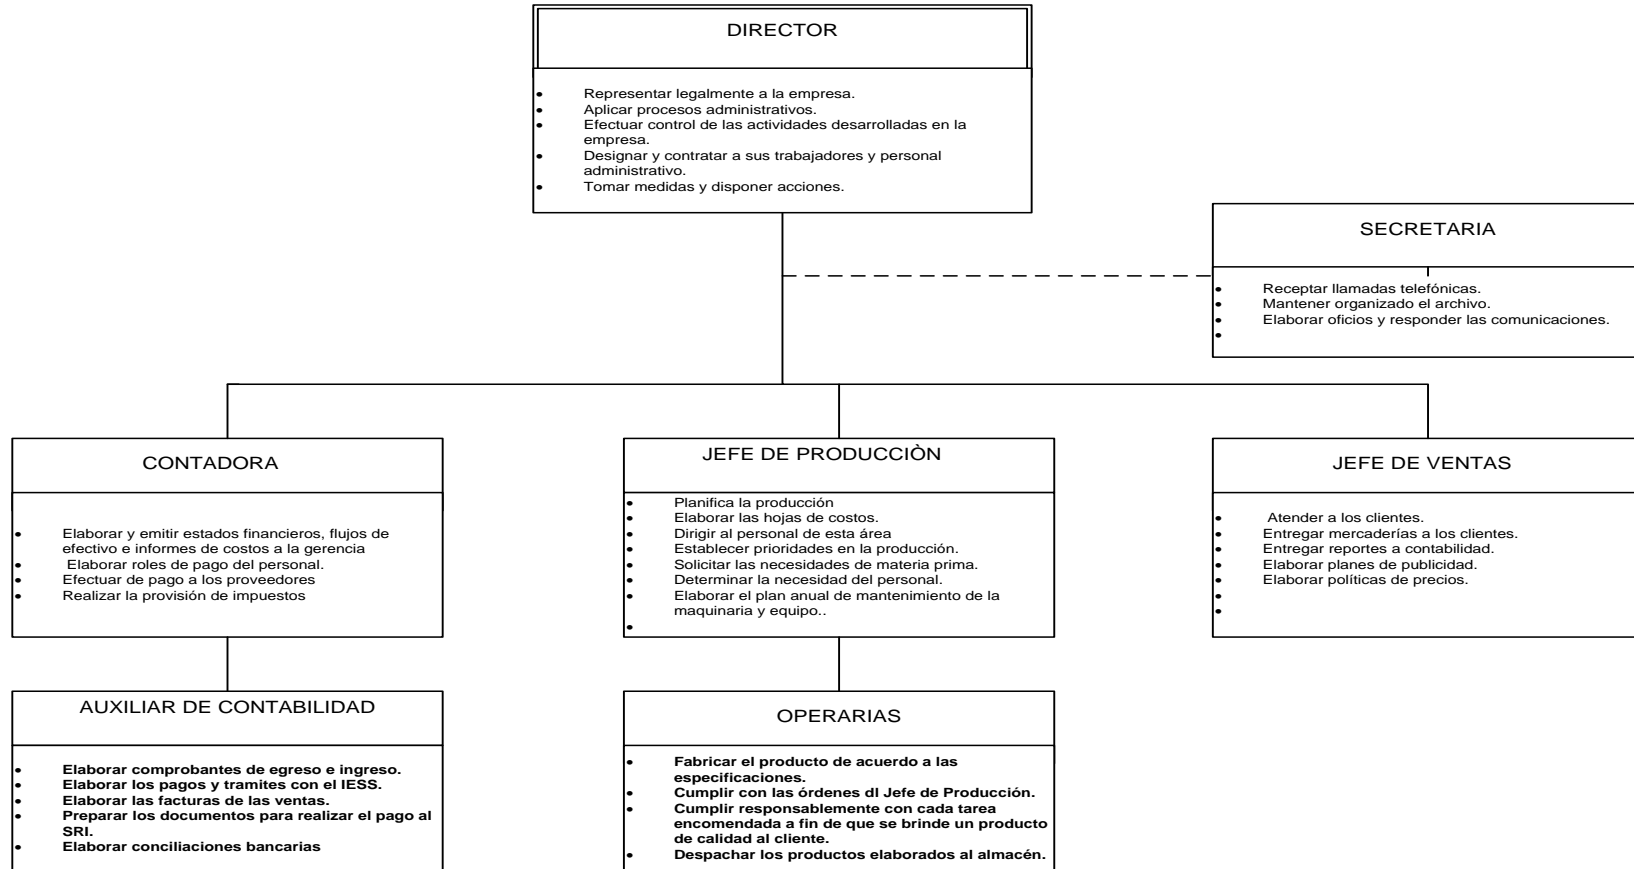 DIRECTOR
• Representar legalmente a la empresa.
• Aplicar procesos administrativos.
• Efectuar control de las actividades desarrolladas en la
empresa.
• Designar y contratar a sus trabajadores y personal
administrativo.
• Tomar medidas y disponer acciones.
SECRETARIA
• Receptar llamadas telefónicas.
• Mantener organizado el archivo.
• Elaborar oficios y responder las comunicaciones.
•
CONTADORA
• Elaborar y emitir estados financieros, flujos de
efectivo e informes de costos a la gerencia
• Elaborar roles de pago del personal.
• Efectuar de pago a los proveedores
• Realizar la provisión de impuestos
JEFE DE PRODUCCIÒN
• Planifica la producción
• Elaborar las hojas de costos.
• Dirigir al personal de esta área
• Establecer prioridades en la producción.
• Solicitar las necesidades de materia prima.
• Determinar la necesidad del personal.
• Elaborar el plan anual de mantenimiento de la
maquinaria y equipo..
•
JEFE DE VENTAS
• Atender a los clientes.
• Entregar mercaderías a los clientes.
• Entregar reportes a contabilidad.
• Elaborar planes de publicidad.
• Elaborar políticas de precios.
•
•
AUXILIAR DE CONTABILIDAD
• Elaborar comprobantes de egreso e ingreso.
• Elaborar los pagos y tramites con el IESS.
• Elaborar las facturas de las ventas.
• Preparar los documentos para realizar el pago al
SRI.
• Elaborar conciliaciones bancarias
OPERARIAS
• Fabricar el producto de acuerdo a las
especificaciones.
• Cumplir con las órdenes dl Jefe de Producción.
• Cumplir responsablemente con cada tarea
encomendada a fin de que se brinde un producto
de calidad al cliente.
• Despachar los productos elaborados al almacén.